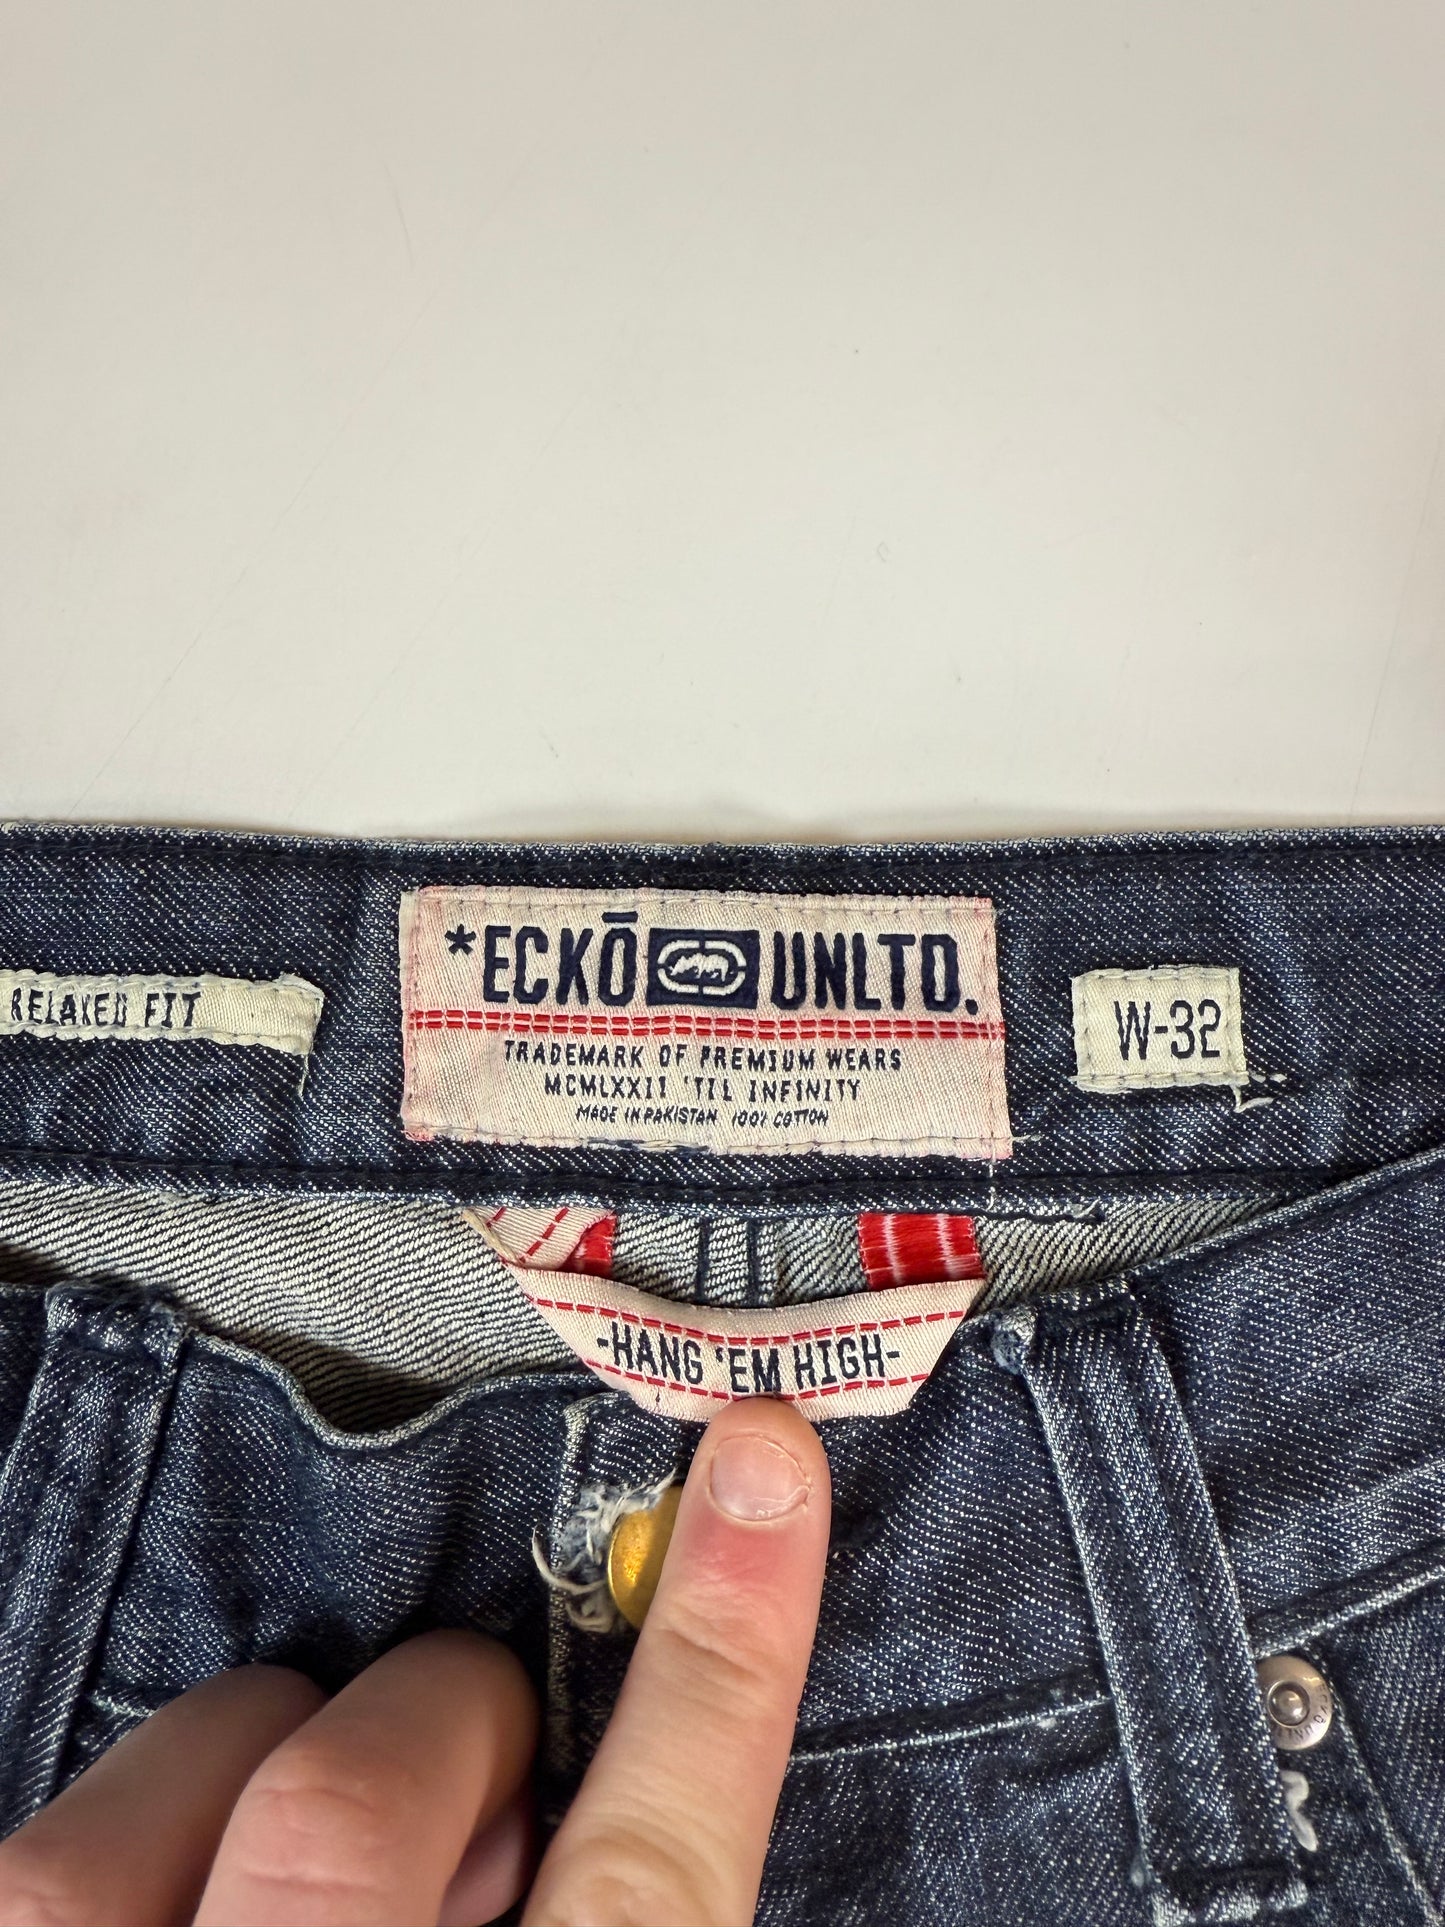 *ECKŌ UNLTD.
TRADEMARK OF PREMIUM WEARS
MCMLXXII 'TIL INFINITY
MADE IN PAKISTAN 100% COTTON
RELAXED FIT
W-32
-HANG 'EM HIGH-